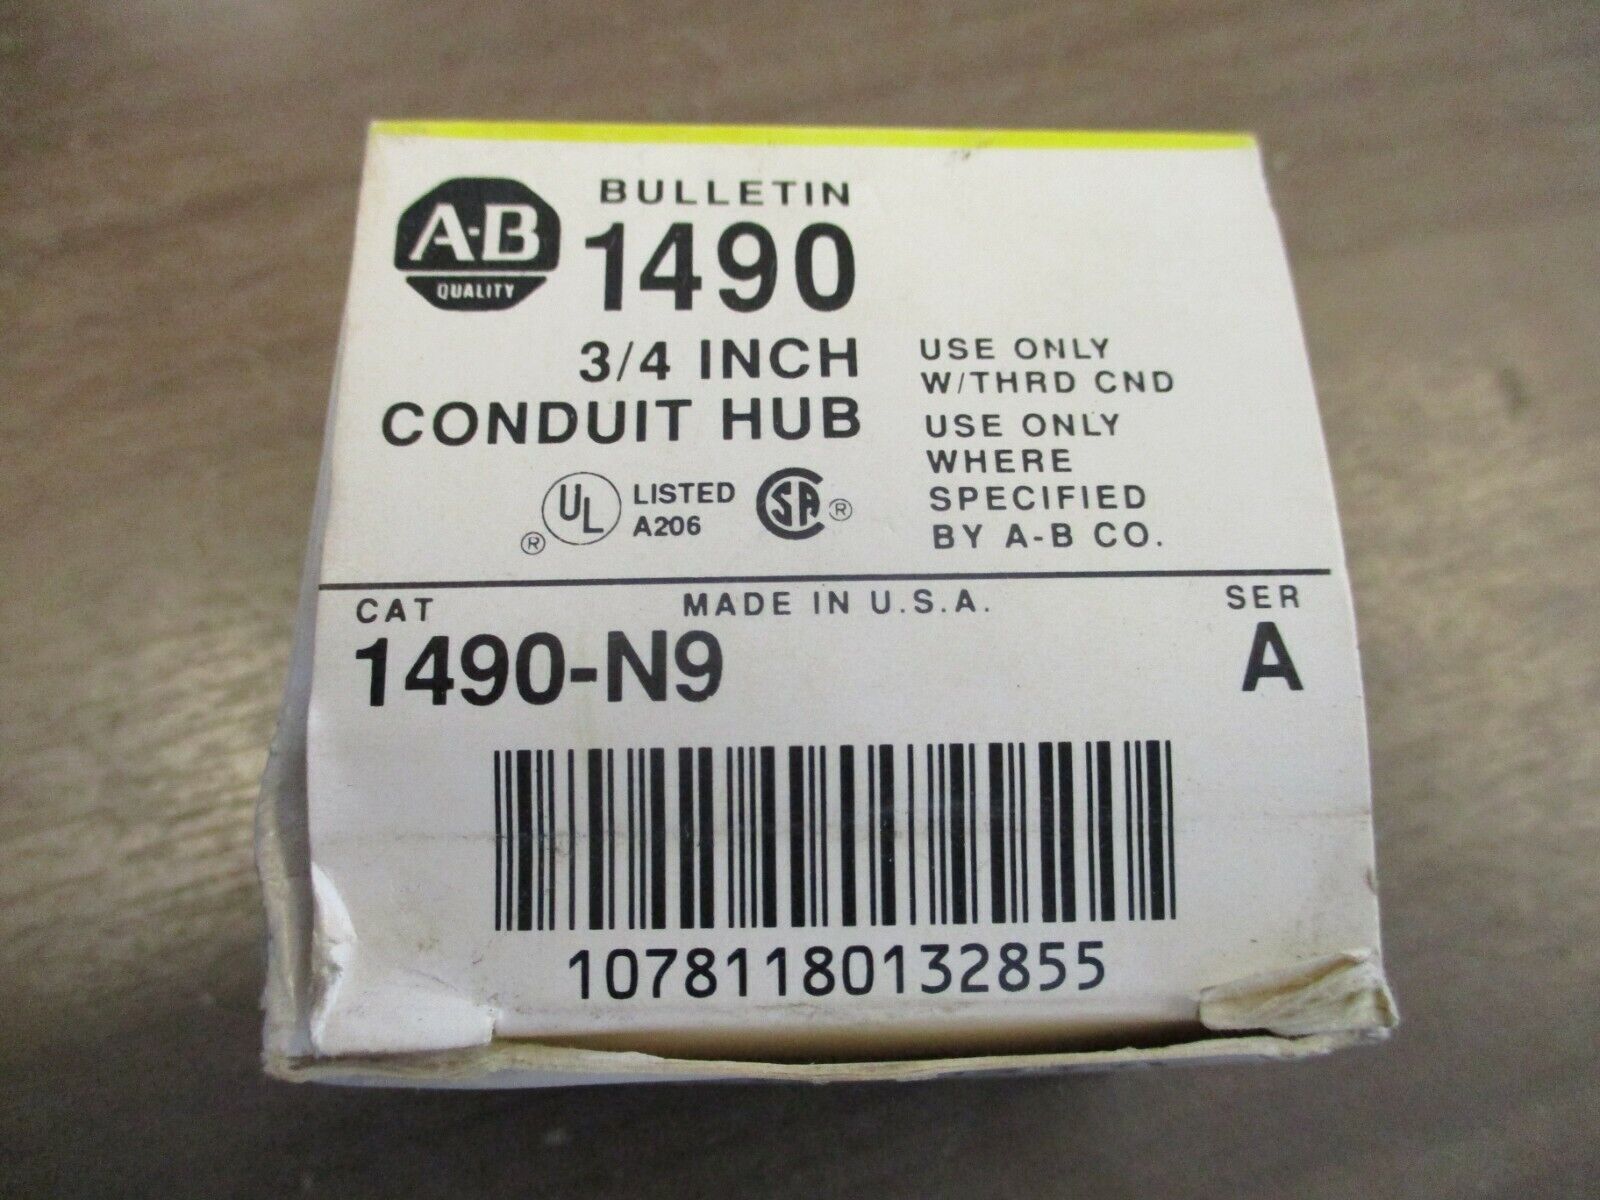 A-B
QUALITY
BULLETIN
1490
3/4 INCH
CONDUIT HUB
USE ONLY
W/THRD CND
USE ONLY
WHERE
SPECIFIED
BY A-B CO.
® UL LISTED
A206
CSA ®
CAT
MADE IN U.S.A.
SER
1490-N9
A
10781180132855